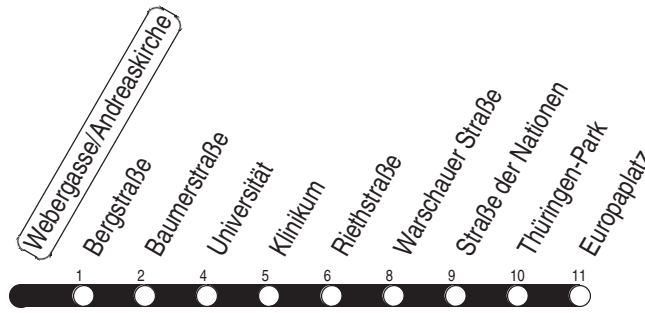 Webergasse/Andreaskirche
Bergstraße
Baumerstraße
Universität
Klinikum
Riethstraße
Warschauer Straße
Straße der Nationen
Thüringen-Park
Europaplatz
1 2 4 5 6 8 9 10 11